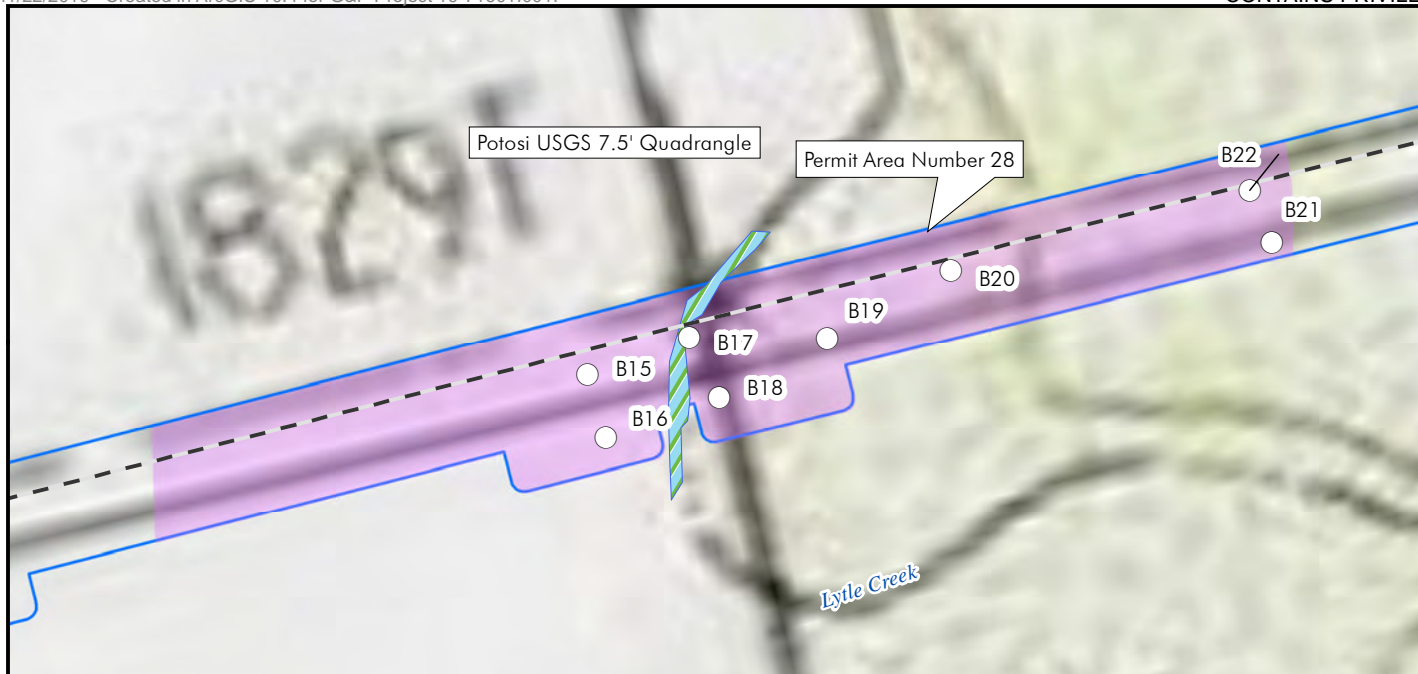 Potosi USGS 7.5' Quadrangle
Permit Area Number 28
1829T
B22
B21
B20
B19
B17
B15
B18
B16
Lytle Creek